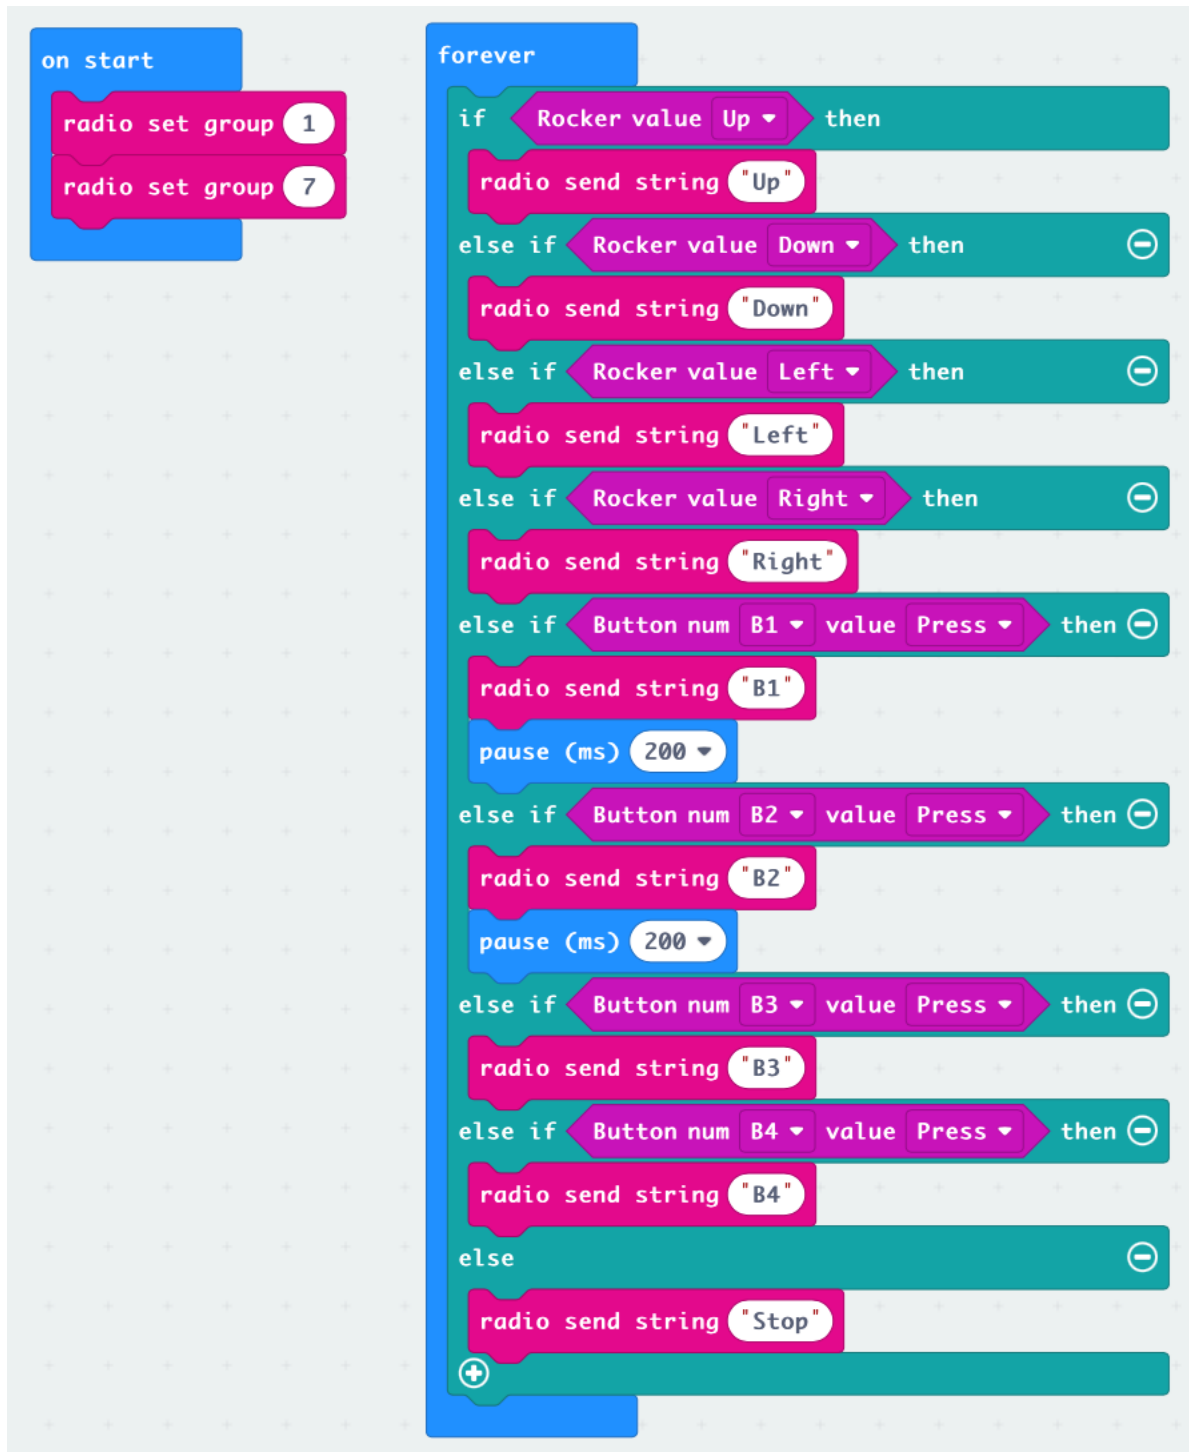 on start
radio set group 1
radio set group 7
forever
if Rocker value Up then
radio send string "Up"
else if Rocker value Down then
radio send string "Down"
else if Rocker value Left then
radio send string "Left"
else if Rocker value Right then
radio send string "Right"
else if Button num B1 value Press then
radio send string "B1"
pause (ms) 200
else if Button num B2 value Press then
radio send string "B2"
pause (ms) 200
else if Button num B3 value Press then
radio send string "B3"
else if Button num B4 value Press then
radio send string "B4"
else
radio send string "Stop"